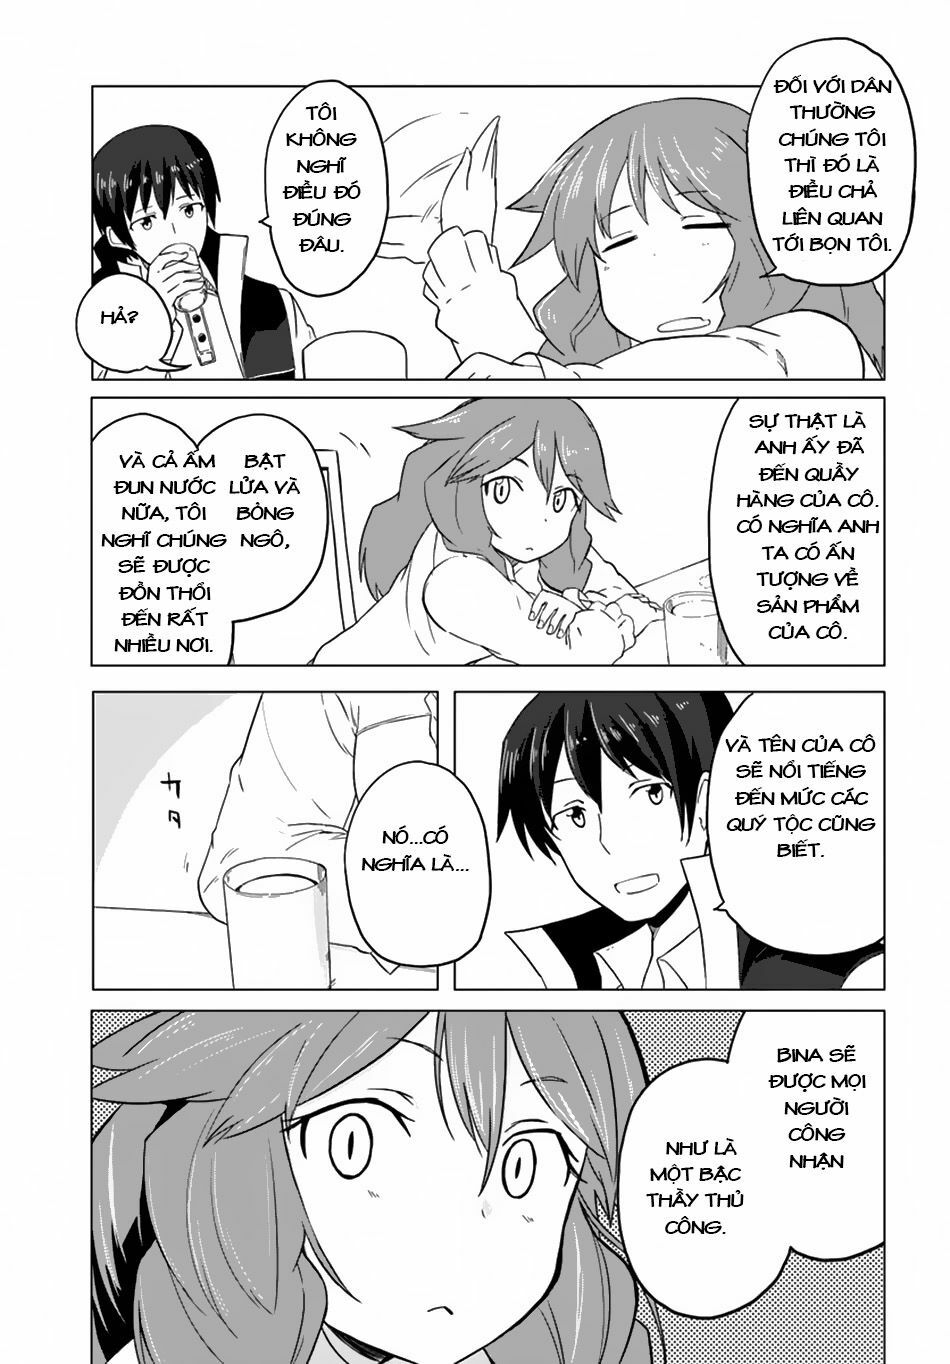 ĐỐI VỚI DÂN
THƯỜNG
CHÚNG TÔI
THÌ ĐÓ LÀ
ĐIỀU CHẢ
LIÊN QUAN
TỚI BỌN TÔI.
TÔI
KHÔNG
NGHĨ
ĐIỀU ĐÓ
ĐÚNG
ĐÂU.
HẢ?
SỰ THẬT LÀ
ANH ẤY ĐÃ
ĐẾN QUẦY
HÀNG CỦA CÔ.
CÓ NGHĨA ANH
TA CÓ ẤN
TƯỢNG VỀ
SẢN PHẨM
CỦA CÔ.
BẬT
LỬA VÀ
BỎNG
NGÔ,
VÀ CẢ ẤM
ĐUN NƯỚC
NỮA, TÔI
NGHĨ CHÚNG
SẼ ĐƯỢC
ĐỒN THỔI
ĐẾN RẤT
NHIỀU NƠI.
VÀ TÊN CỦA CÔ
SẼ NỔI TIẾNG
ĐẾN MỨC CÁC
QUÝ TỘC CŨNG
BIẾT.
NÓ...CÓ
NGHĨA LÀ...
カタ
BINA SẼ
ĐƯỢC MỌI
NGƯỜI
CÔNG
NHẬN
NHƯ LÀ
MỘT BẬC
THẦY THỦ
CÔNG.